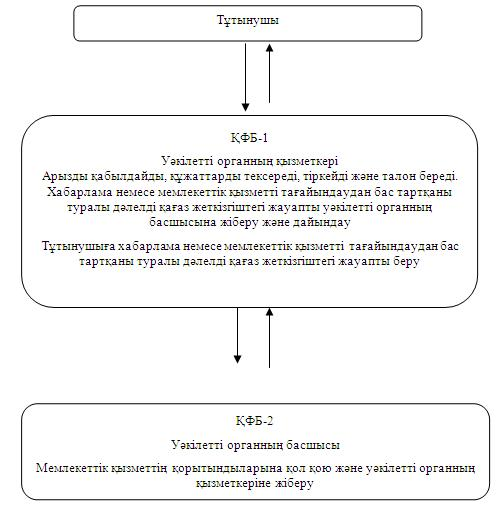 Тұтынушы
ҚФБ-1
Уәкілетті органның қызметкері
Арызды қабылдайды, құжаттарды тексереді, тіркейді және талон береді.
Хабарлама немесе мемлекеттік қызметті тағайындаудан бас тартқаны
туралы дәлелді қағаз жеткізгіштегі жауапты уәкілетті органның
басшысына жіберу және дайындау
Тұтынушыға хабарлама немесе мемлекеттік қызметті тағайындаудан бас
тартқаны туралы дәлелді қағаз жеткізгіштегі жауапты беру
ҚФБ-2
Уәкілетті органның басшысы
Мемлекеттік қызметтің қорытындыларына қол қою және уәкілетті органның
қызметкеріне жіберу